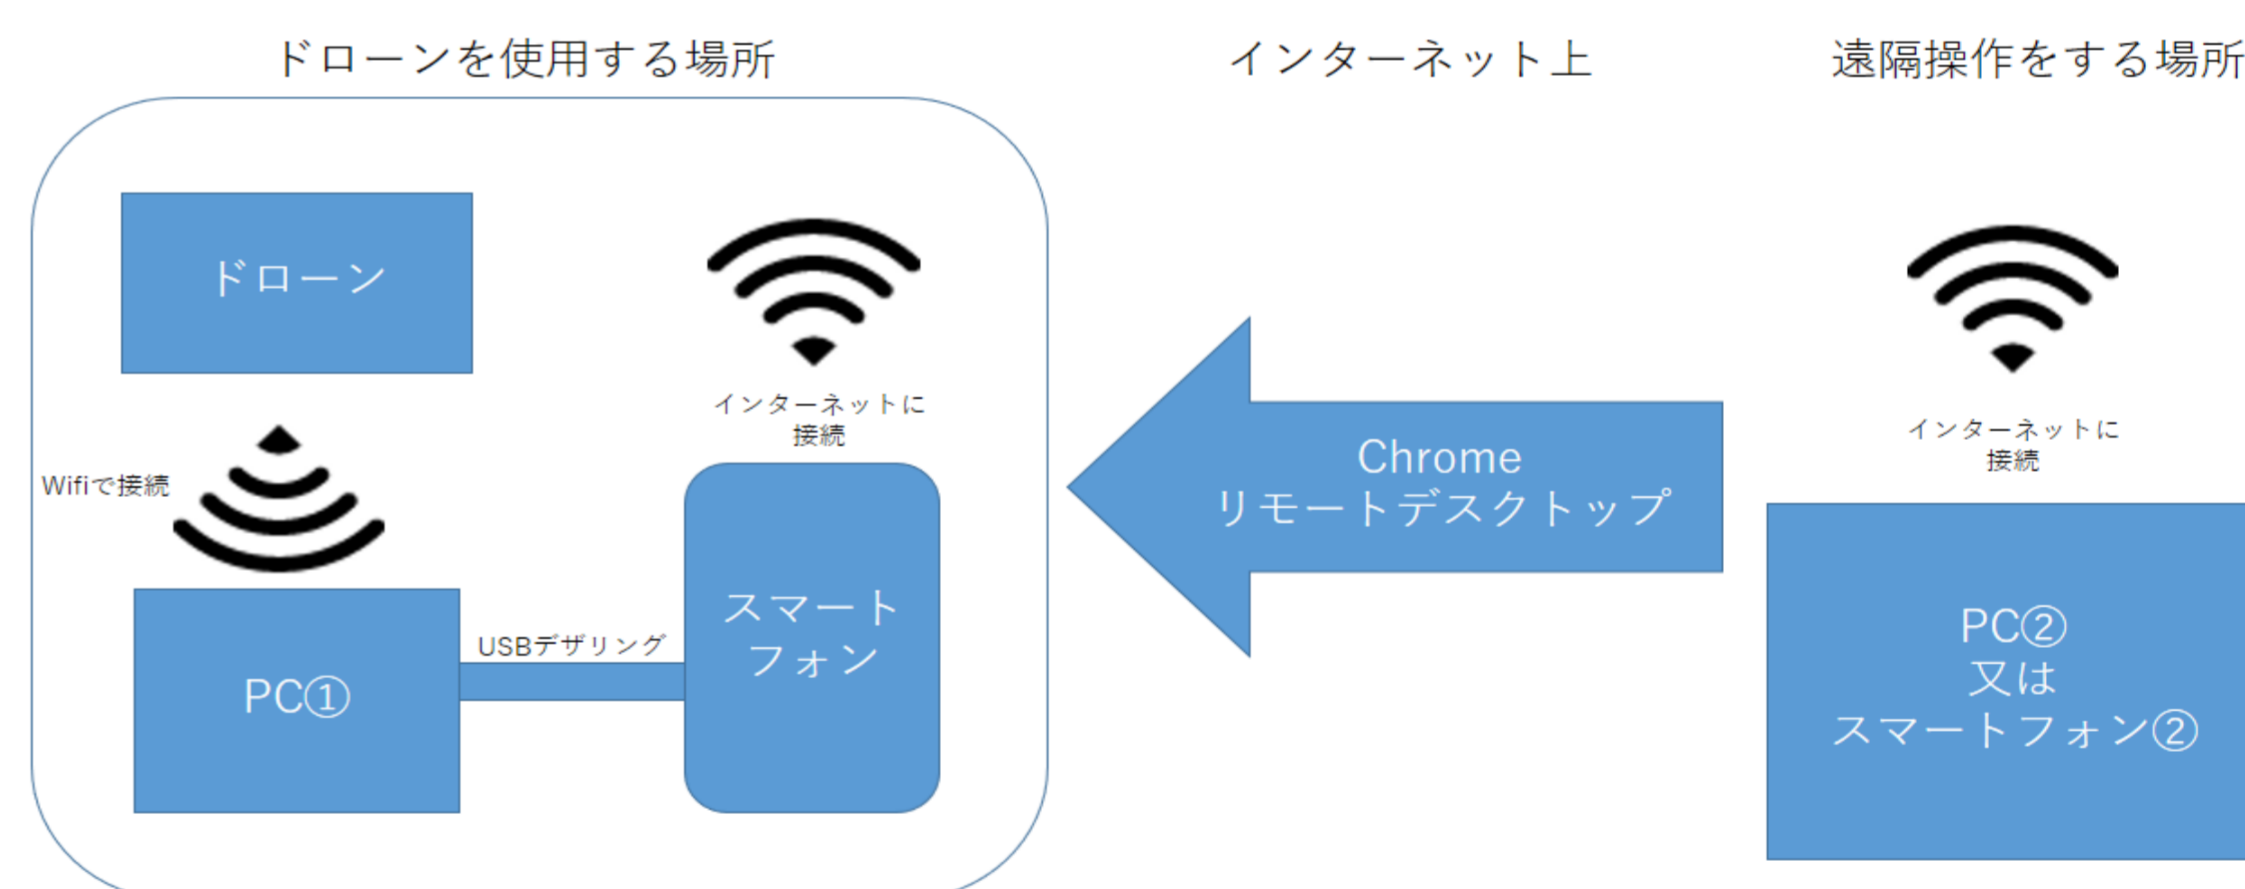 ドローンを使用する場所
インターネット上
遠隔操作をする場所
ドローン
インターネットに
接続
Wifiで接続
PC①
USBデザリング
スマート
フォン
Chrome
リモートデスクトップ
インターネットに
接続
PC②
又は
スマートフォン②